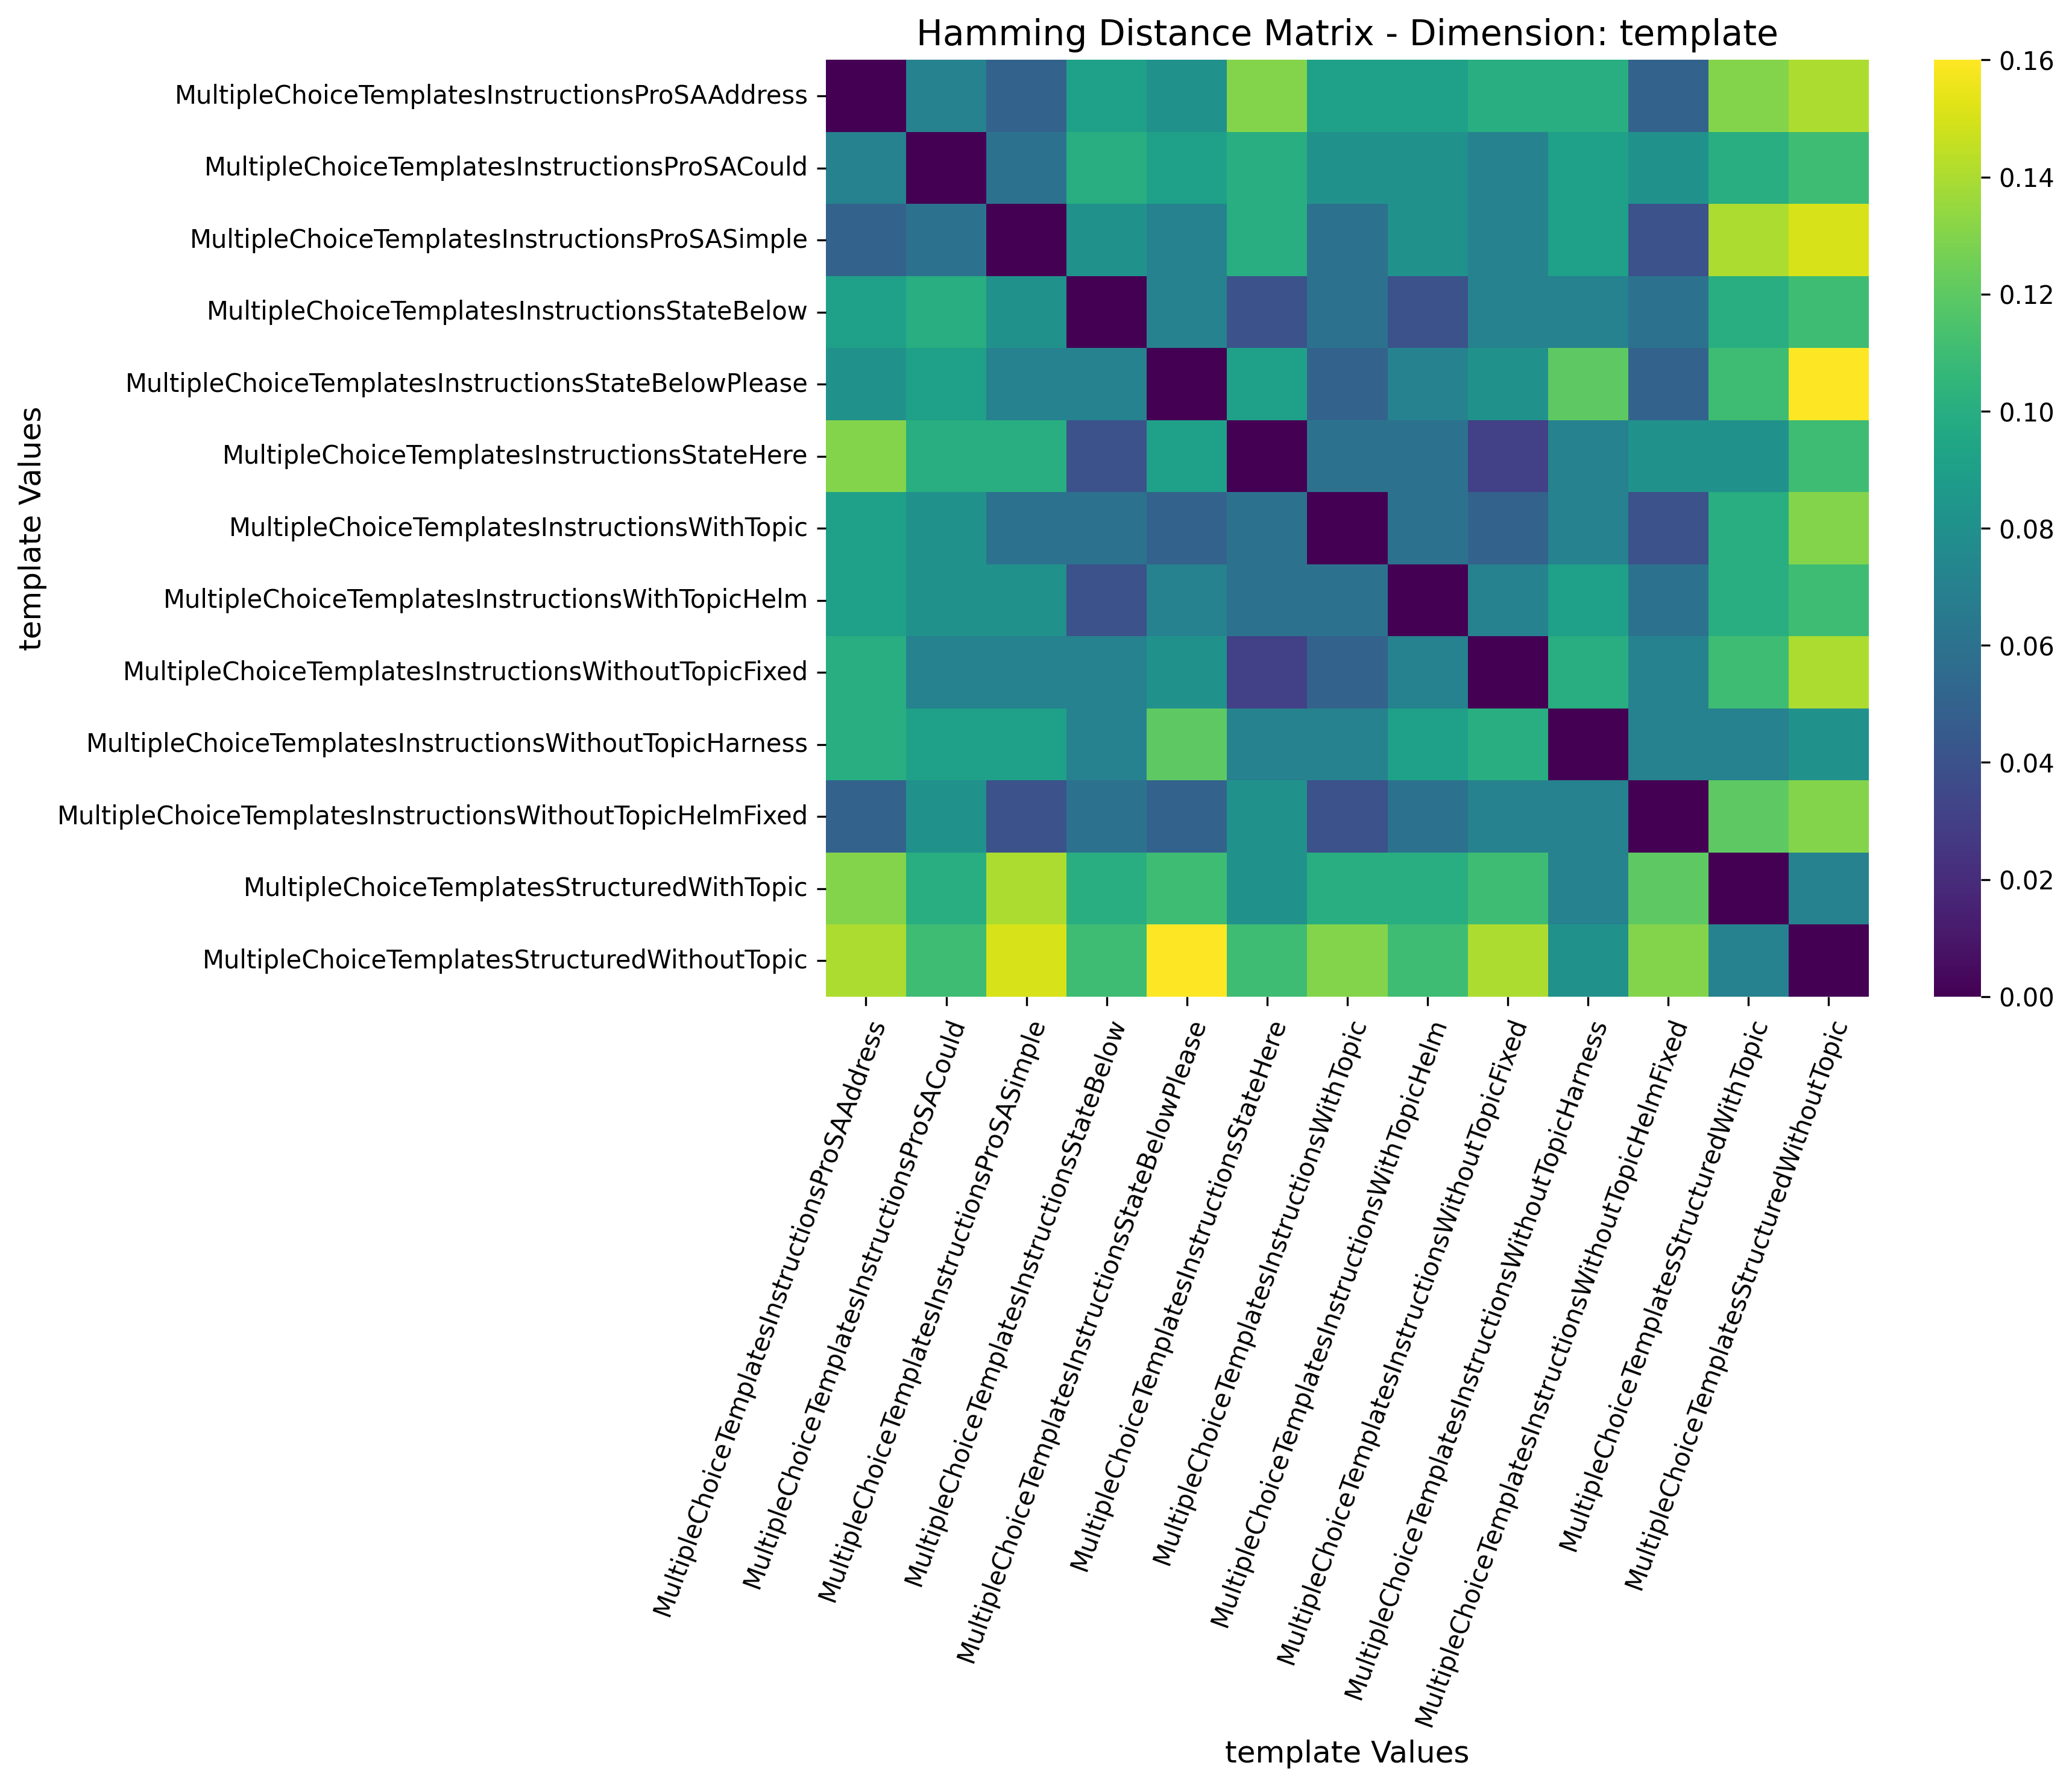 Hamming Distance Matrix - Dimension: template
template Values
MultipleChoiceTemplatesInstructionsProSAAddress
MultipleChoiceTemplatesInstructionsProSACould
MultipleChoiceTemplatesInstructionsProSASimple
MultipleChoiceTemplatesInstructionsStateBelow
MultipleChoiceTemplatesInstructionsStateBelowPlease
MultipleChoiceTemplatesInstructionsStateHere
MultipleChoiceTemplatesInstructionsWithTopic
MultipleChoiceTemplatesInstructionsWithTopicHelm
MultipleChoiceTemplatesInstructionsWithoutTopicFixed
MultipleChoiceTemplatesInstructionsWithoutTopicHarness
MultipleChoiceTemplatesInstructionsWithoutTopicHelmFixed
MultipleChoiceTemplatesStructuredWithTopic
MultipleChoiceTemplatesStructuredWithoutTopic
0.16
0.14
0.12
0.10
0.08
0.06
0.04
0.02
0.00
MultipleChoiceTemplatesInstructionsProSAAddress
MultipleChoiceTemplatesInstructionsProSACould
MultipleChoiceTemplatesInstructionsProSASimple
MultipleChoiceTemplatesInstructionsStateBelow
MultipleChoiceTemplatesInstructionsStateBelowPlease
MultipleChoiceTemplatesInstructionsStateHere
MultipleChoiceTemplatesInstructionsWithTopic
MultipleChoiceTemplatesInstructionsWithTopicHelm
MultipleChoiceTemplatesInstructionsWithoutTopicFixed
MultipleChoiceTemplatesInstructionsWithoutTopicHarness
MultipleChoiceTemplatesInstructionsWithoutTopicHelmFixed
MultipleChoiceTemplatesStructuredWithTopic
MultipleChoiceTemplatesStructuredWithoutTopic
template Values